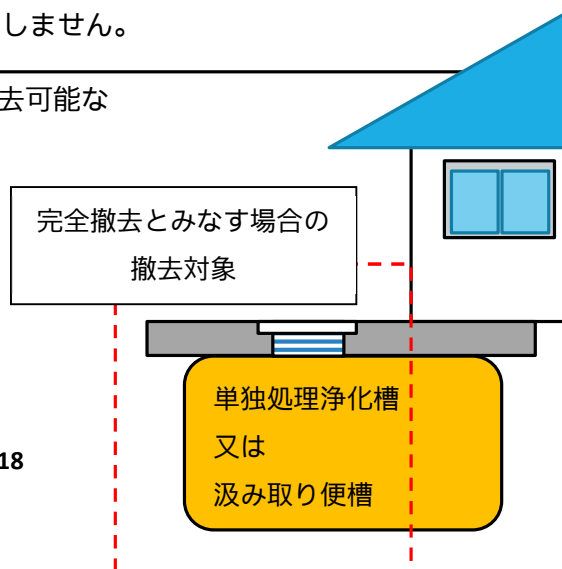 しません。
去可能な
完全撤去とみなす場合の
撤去対象
単独処理浄化槽
又は
汲み取り便槽
18